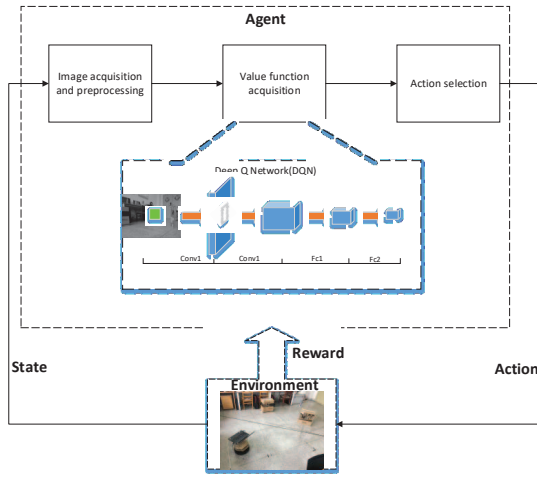 Agent
Image acquisition
and preprocessing
Value function
acquisition
Action selection
Deep Q Network(DQN)
Conv1
Conv1
Fc1
Fc2
State
Reward
Action
Environment